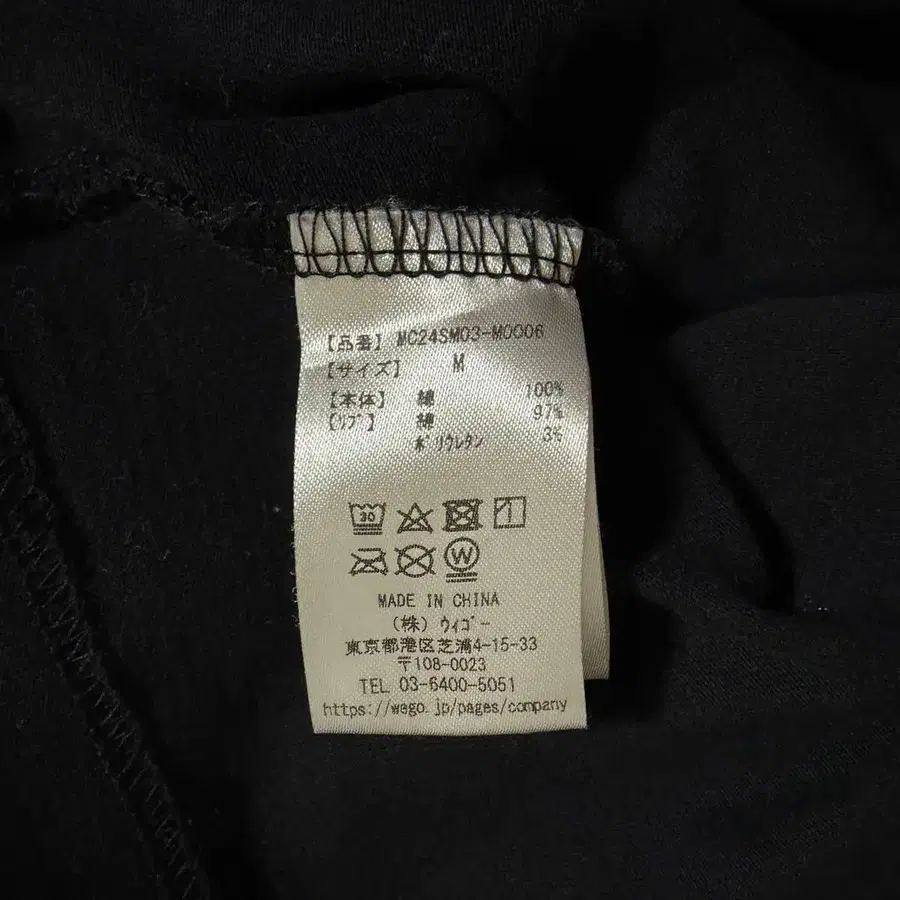 【品番】 MC24SM03-M0006
【サイズ】 M
【本体】 綿 100%
【リブ】 綿 97%
ポリウレタン 3%
30
W
MADE IN CHINA
(株) ウィゴー
東京都港区芝浦4-15-33
〒108-0023
TEL 03-6400-5051
https://wego.jp/pages/company